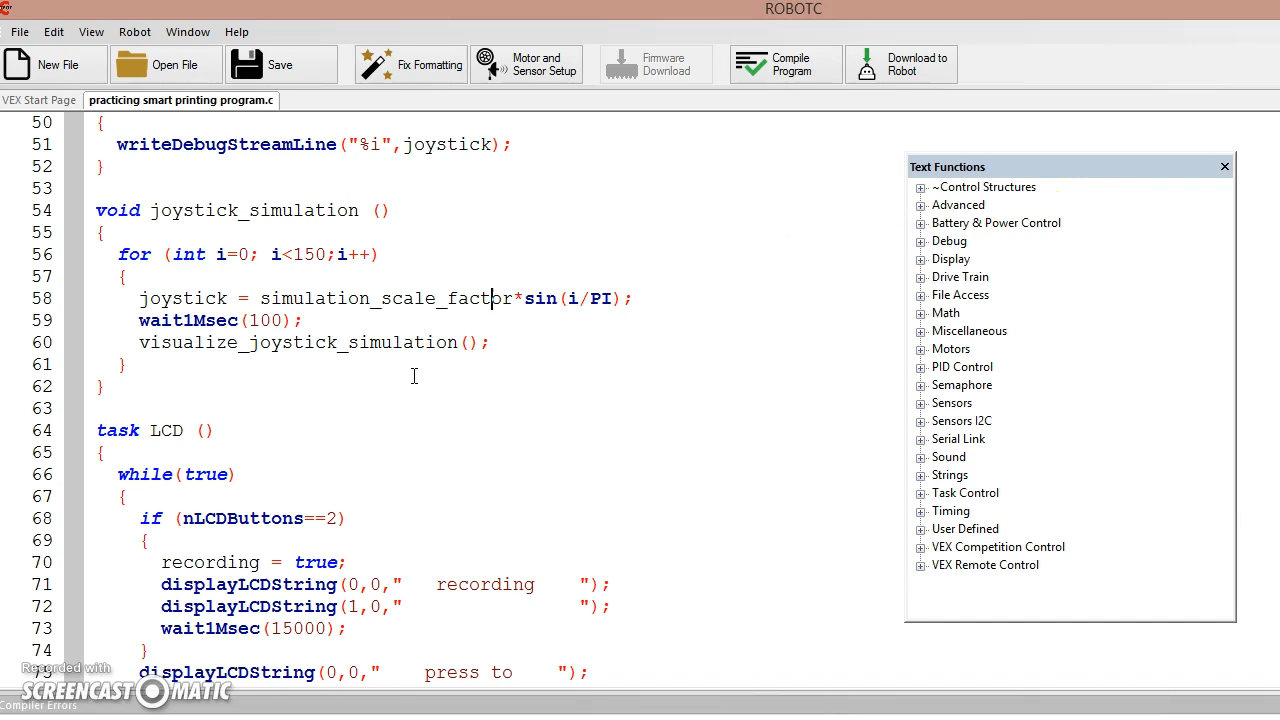 ROBOTC
File Edit View Robot Window Help
New File Open File Save Fix Formatting Motor and Sensor Setup Firmware Download Compile Program Download to Robot
VEX Start Page practicing smart printing program.c
50 {
51 writeDebugStreamLine("%i",joystick);
52 }
53
54 void joystick_simulation ()
55 {
56 for (int i=0; i<150;i++)
57 {
58 joystick = simulation_scale_factor*sin(i/PI);
59 wait1Msec(100);
60 visualize_joystick_simulation();
61 }
62 }
63
64 task LCD ()
65 {
66 while(true)
67 {
68 if (nLCDButtons==2)
69 {
70 recording = true;
71 displayLCDString(0,0,"   recording    ");
72 displayLCDString(1,0,"                ");
73 wait1Msec(15000);
74 }
75 displayLCDString(0,0,"    press to    ");
Text Functions
~Control Structures
Advanced
Battery & Power Control
Debug
Display
Drive Train
File Access
Math
Miscellaneous
Motors
PID Control
Semaphore
Sensors
Sensors I2C
Serial Link
Sound
Strings
Task Control
Timing
User Defined
VEX Competition Control
VEX Remote Control
Recorded with
SCREENCAST MATIC
Compiler Errors